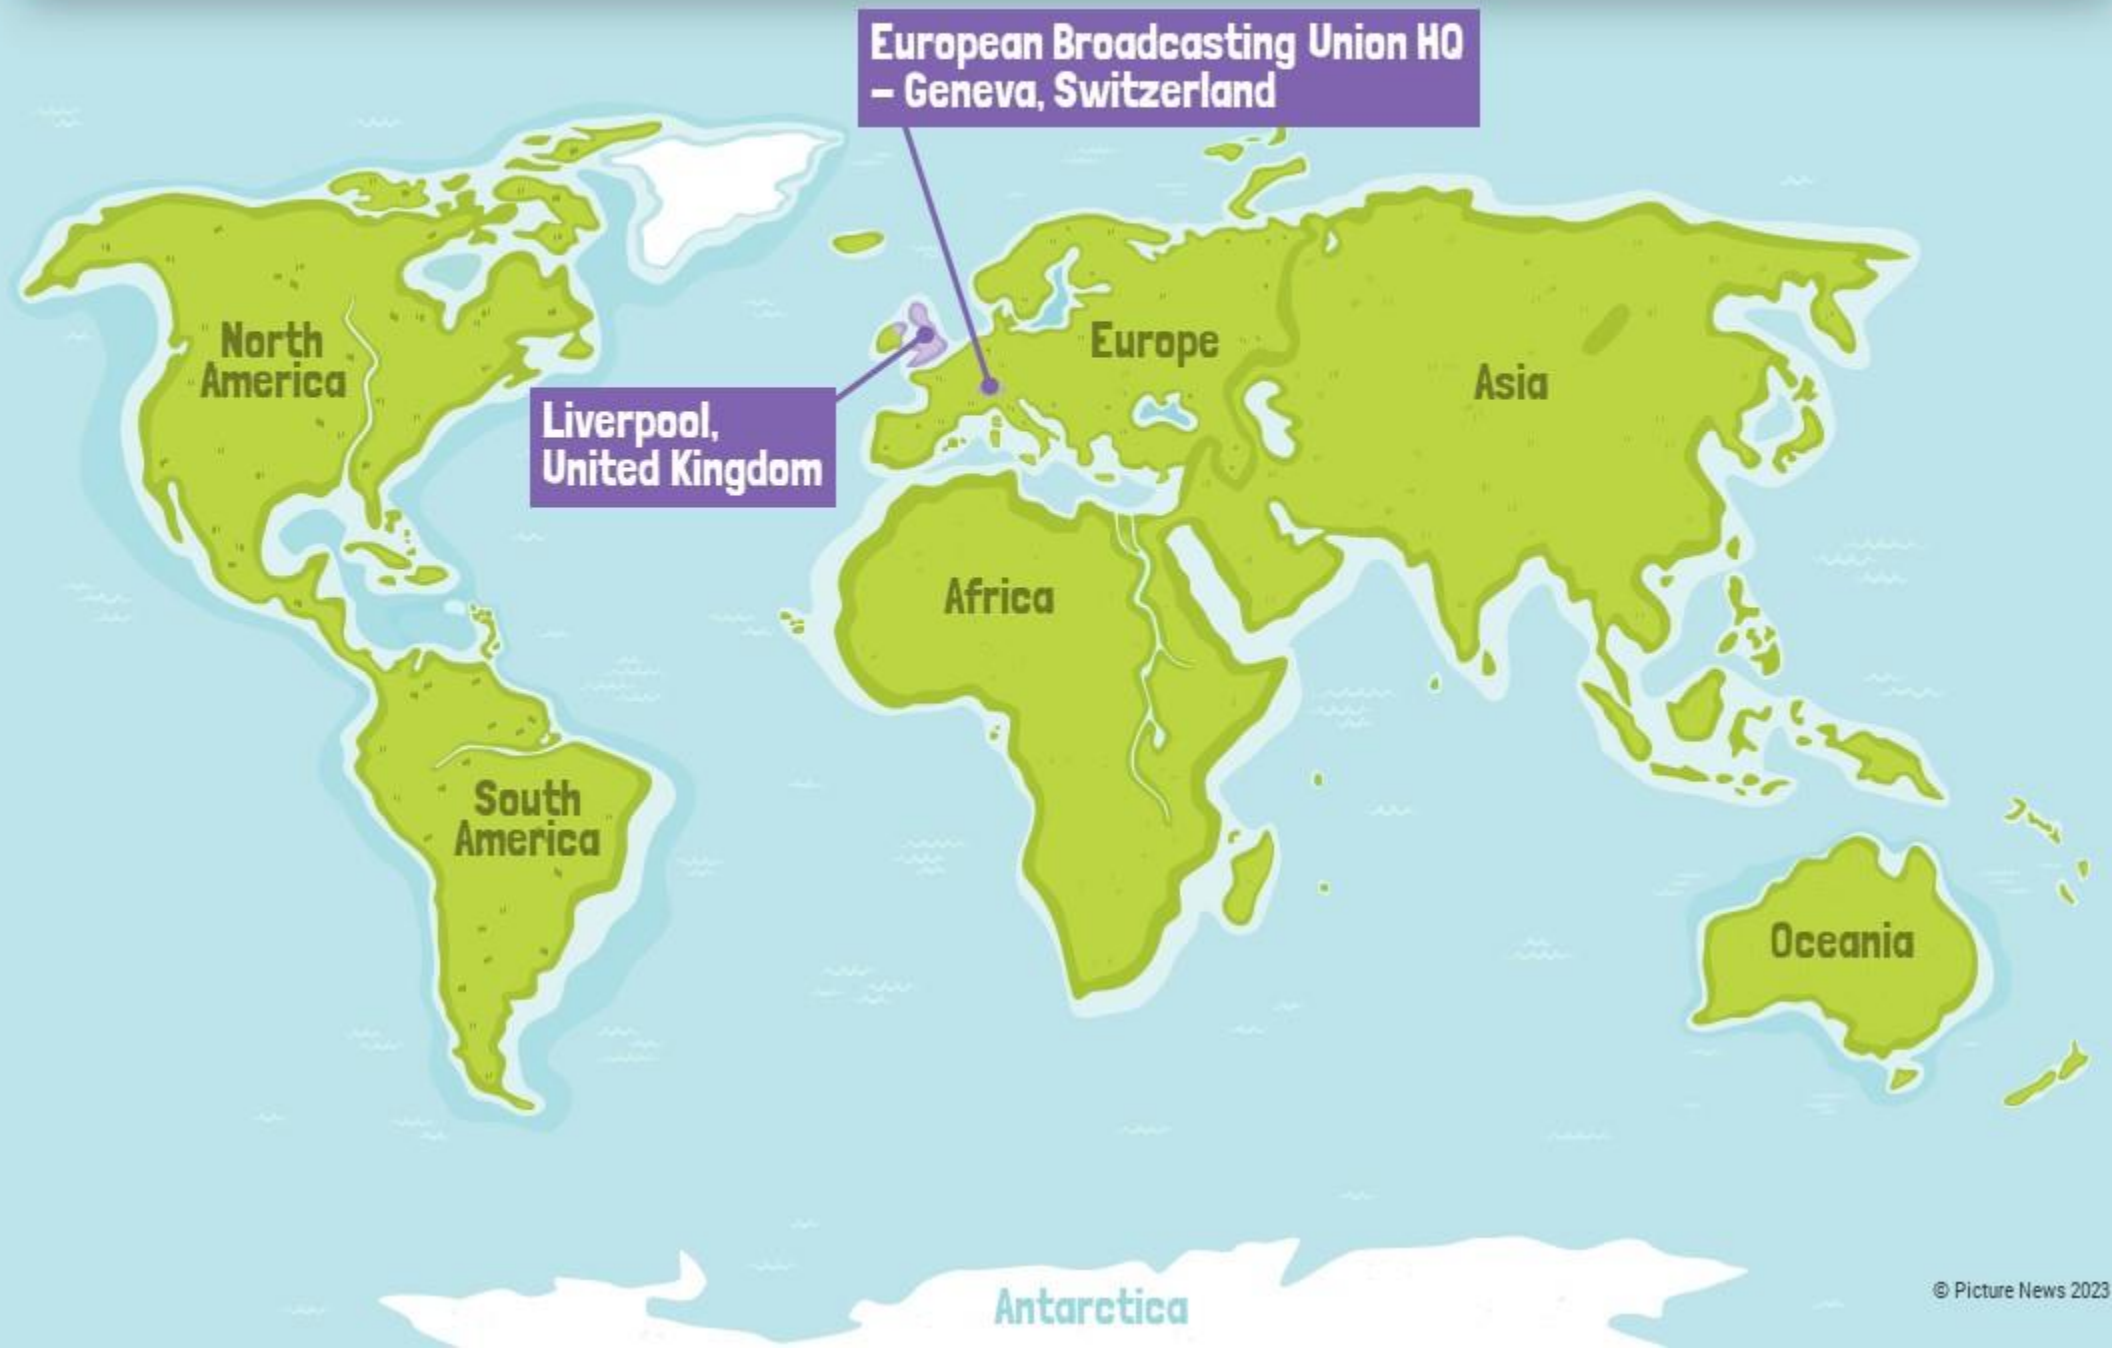 European Broadcasting Union HQ
– Geneva, Switzerland
North
America
Liverpool,
United Kingdom
Europe
Asia
Africa
South
America
Oceania
Antarctica
© Picture News 2023